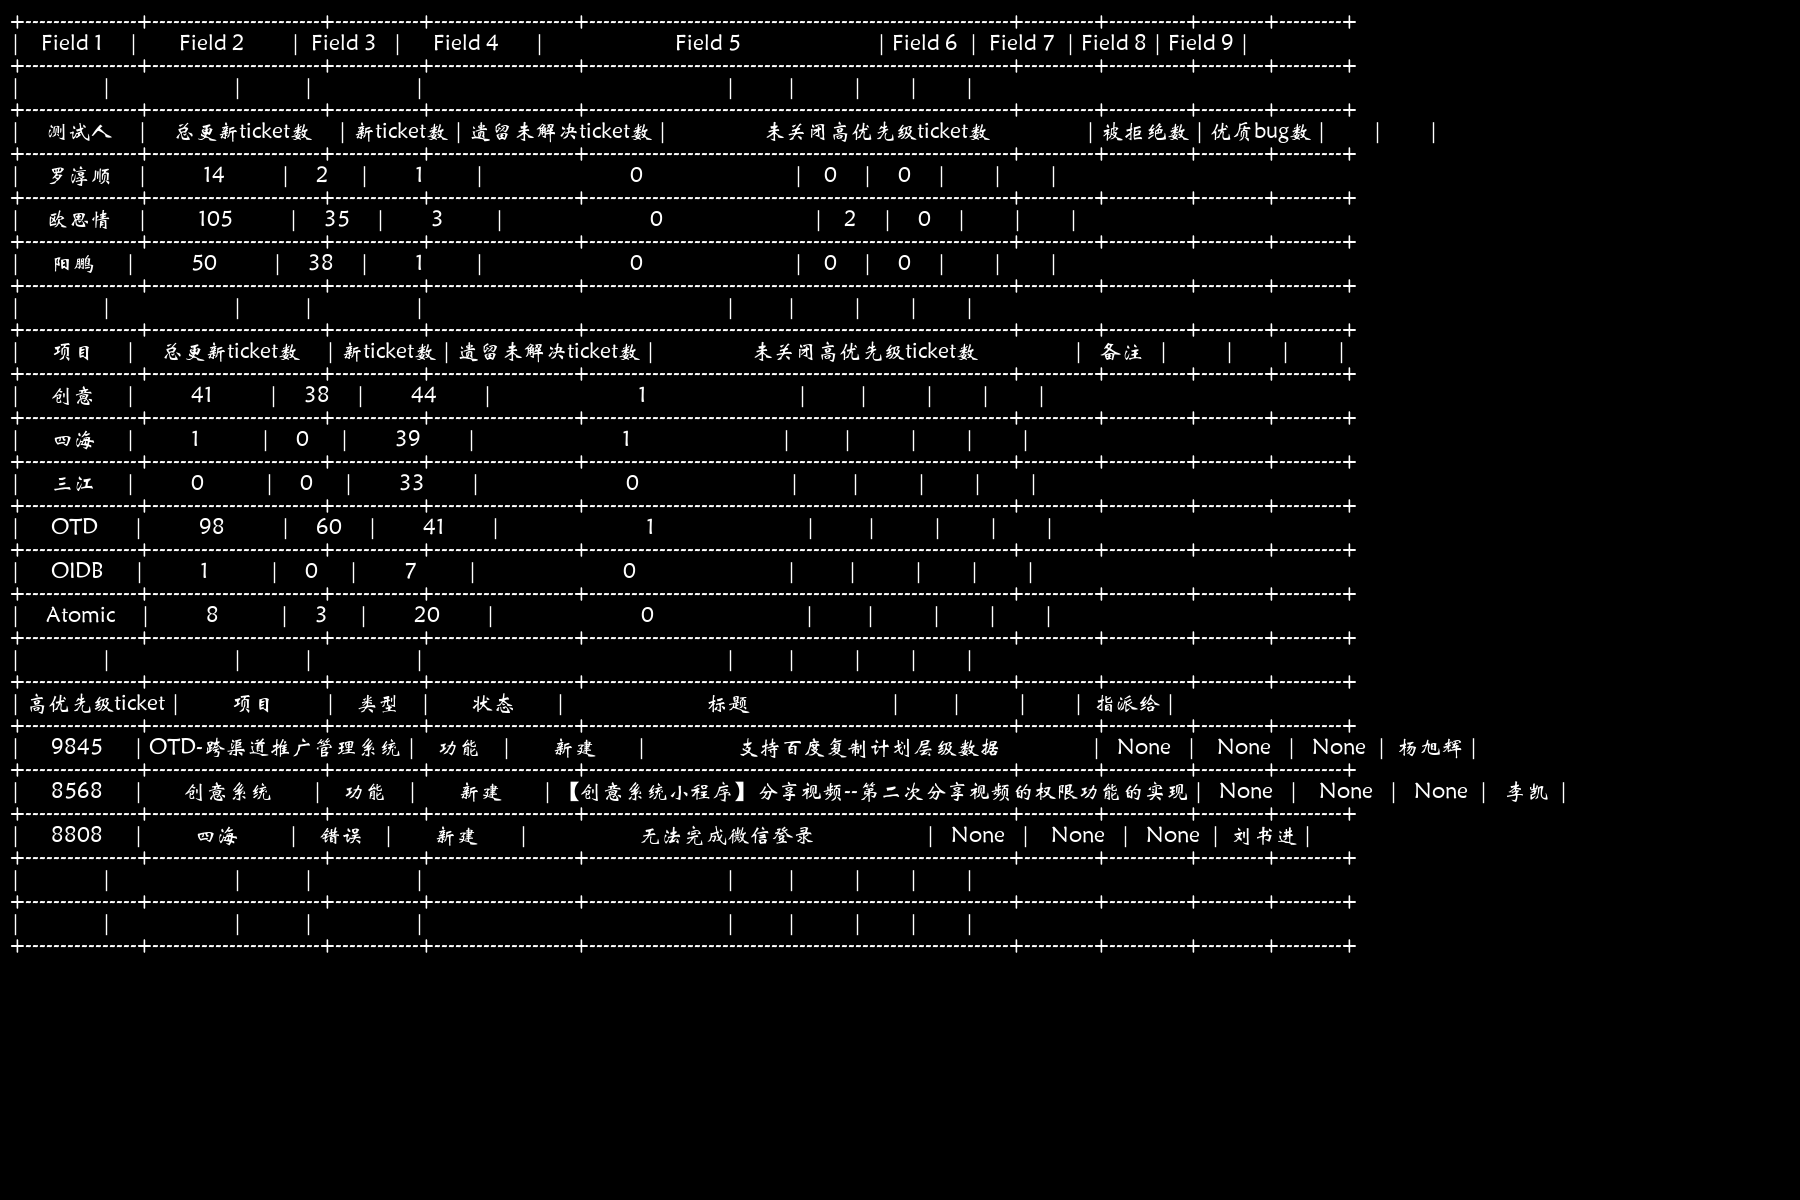 Field 1 | Field 2 | Field 3 | Field 4 | Field 5 | Field 6 | Field 7 | Field 8 | Field 9
测试人 | 总更新ticket数 | 新ticket数 | 遗留未解决ticket数 | 未关闭高优先级ticket数 | 被拒绝数 | 优质bug数
罗淳顺 | 14 | 2 | 1 | 0 | 0 | 0
欧思情 | 105 | 35 | 3 | 0 | 2 | 0
阳鹏 | 50 | 38 | 1 | 0 | 0 | 0
项目 | 总更新ticket数 | 新ticket数 | 遗留未解决ticket数 | 未关闭高优先级ticket数 | 备注
创意 | 41 | 38 | 44 | 1
四海 | 1 | 0 | 39 | 1
三江 | 0 | 0 | 33 | 0
OTD | 98 | 60 | 41 | 1
OIDB | 1 | 0 | 7 | 0
Atomic | 8 | 3 | 20 | 0
高优先级ticket | 项目 | 类型 | 状态 | 标题 | | | | 指派给
9845 | OTD-跨渠道推广管理系统 | 功能 | 新建 | 支持百度复制计划层级数据 | None | None | None | 杨旭辉
8568 | 创意系统 | 功能 | 新建 | 【创意系统小程序】分享视频--第二次分享视频的权限功能的实现 | None | None | None | 李凯
8808 | 四海 | 错误 | 新建 | 无法完成微信登录 | None | None | None | 刘书进